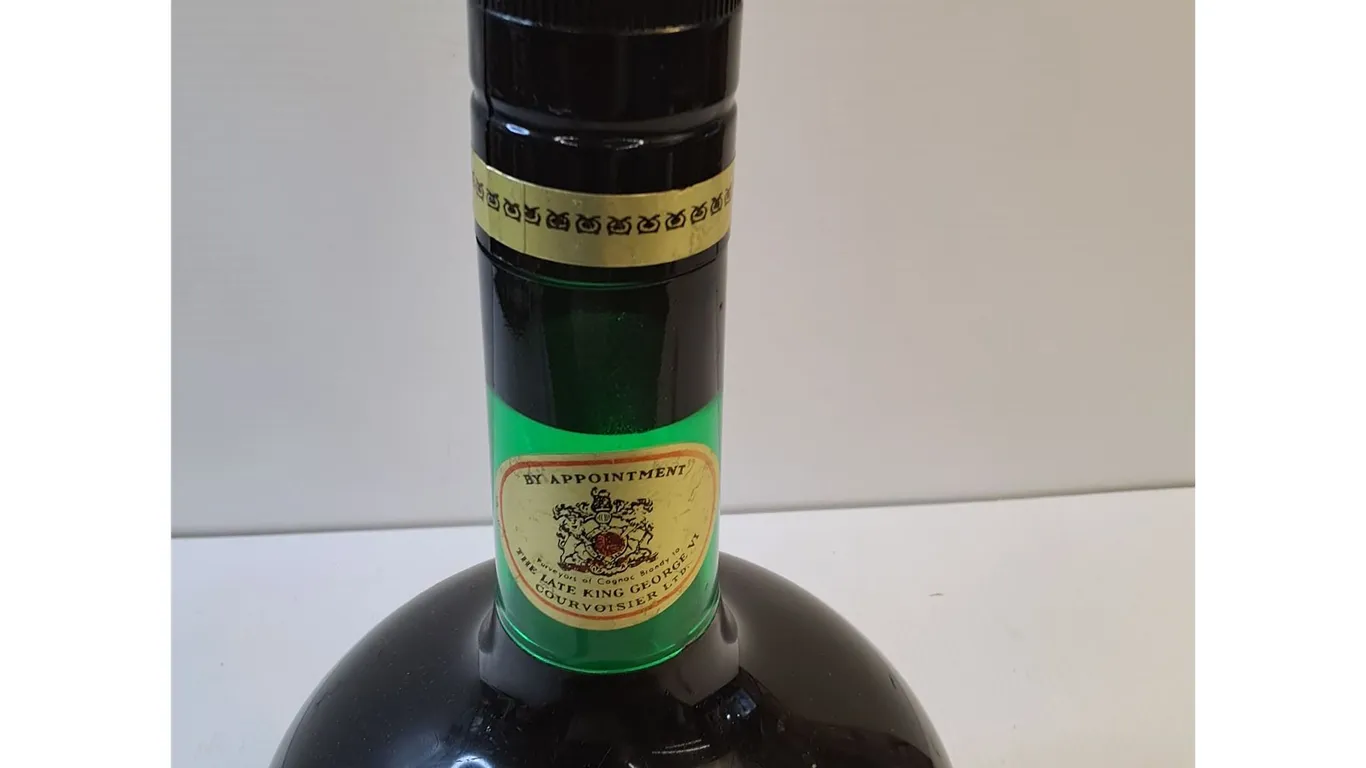 BY APPOINTMENT
Purveyors of Cognac Brandy to
THE LATE KING GEORGE VI
COURVOISIER LTD.